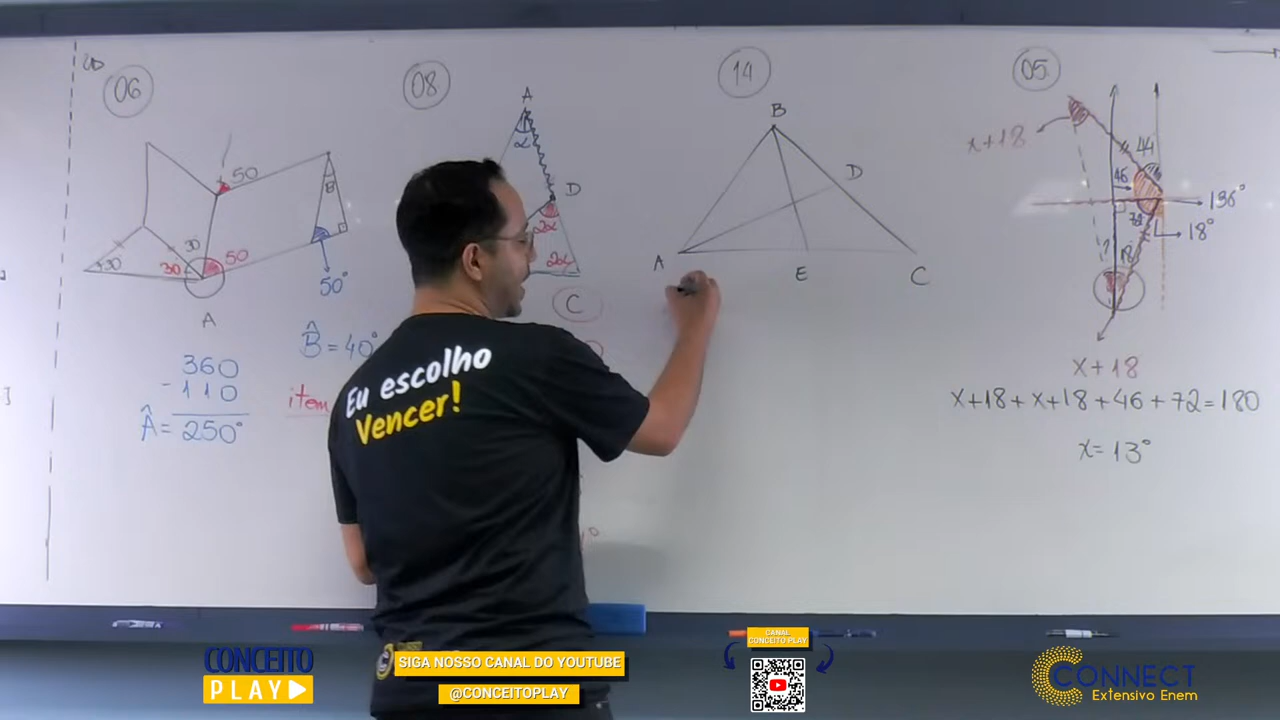 06
50
B
30
30
30
50
50°
A
B̂=40°
360
-110
Â=250°
item
08
A
α
D
2α
2α
C
14
B
D
A
E
C
05
x+18
44
46
136°
18°
18
x+18
x+18+x+18+46+72=180
x=13°
Eu escolho
Vencer!
CONCEITO
PLAY
SIGA NOSSO CANAL DO YOUTUBE
@CONCEITOPLAY
CANAL
CONCEITO PLAY
CONNECT
Extensivo Enem